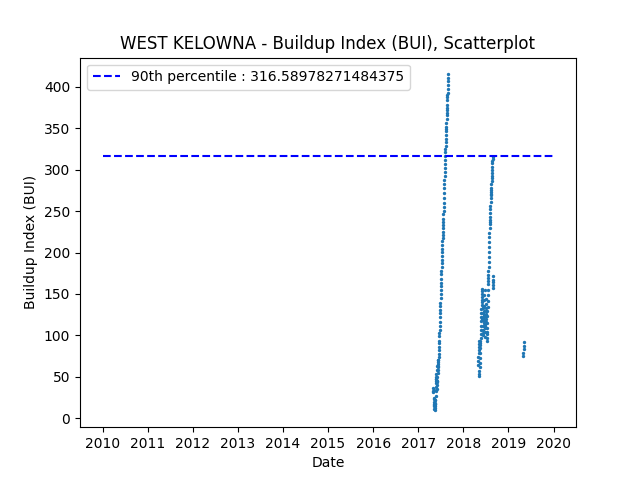 WEST KELOWNA - Buildup Index (BUI), Scatterplot
90th percentile : 316.58978271484375
400
350
300
250
200
150
100
50
0
Buildup Index (BUI)
2010 2011 2012 2013 2014 2015 2016 2017 2018 2019 2020
Date